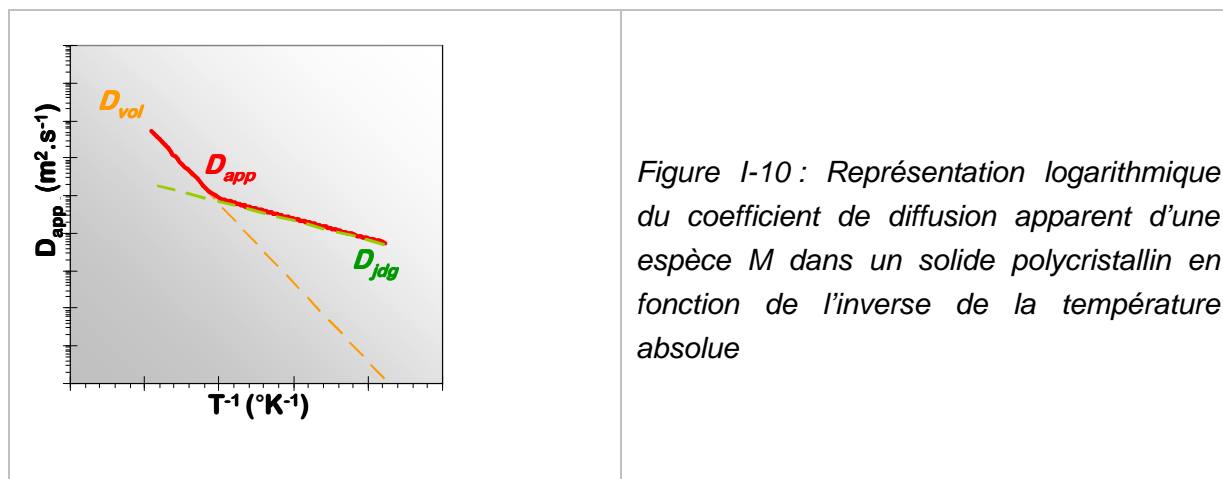 D_vol
D_app
D_app (m².s⁻¹)
D_jdg
T⁻¹ (°K⁻¹)
Figure I-10 : Représentation logarithmique
du coefficient de diffusion apparent d’une
espèce M dans un solide polycristallin en
fonction de l’inverse de la température
absolue